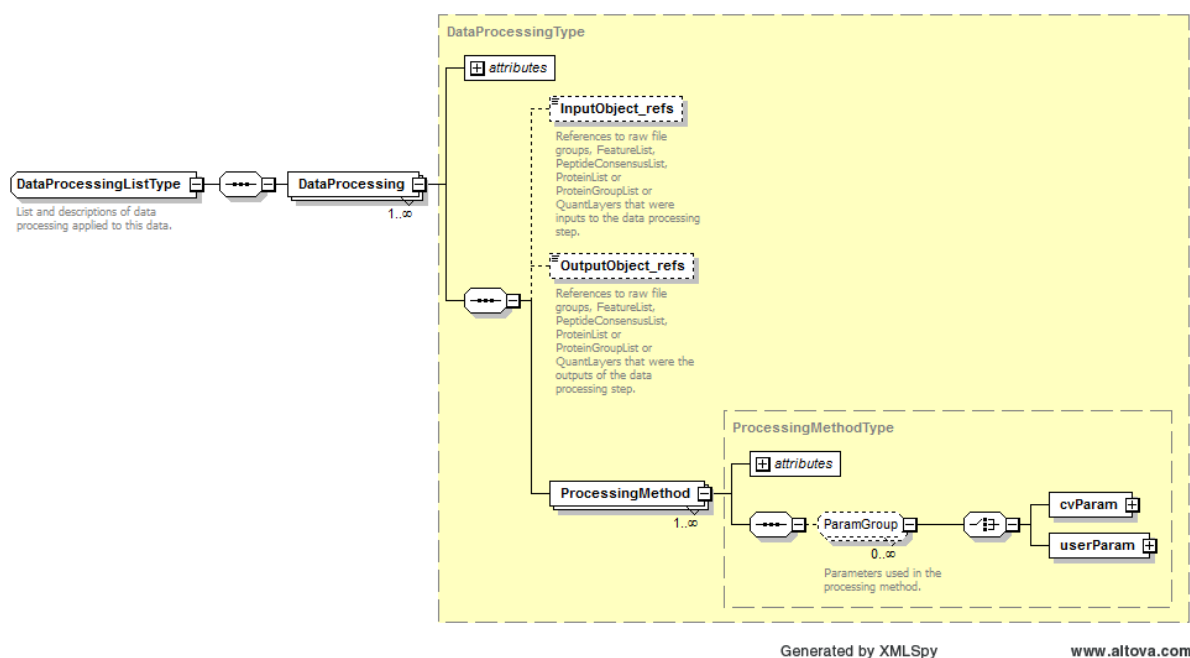 DataProcessingType
attributes
InputObject_refs
References to raw file
groups, FeatureList,
PeptideConsensusList,
ProteinList or
ProteinGroupList or
QuantLayers that were
inputs to the data processing
step.
DataProcessingListType
List and descriptions of data
processing applied to this data.
DataProcessing
1..∞
OutputObject_refs
References to raw file
groups, FeatureList,
PeptideConsensusList,
ProteinList or
ProteinGroupList or
QuantLayers that were the
outputs of the data
processing step.
ProcessingMethodType
attributes
ProcessingMethod
1..∞
ParamGroup
0..∞
Parameters used in the
processing method.
cvParam
userParam
Generated by XMLSpy
www.altova.com